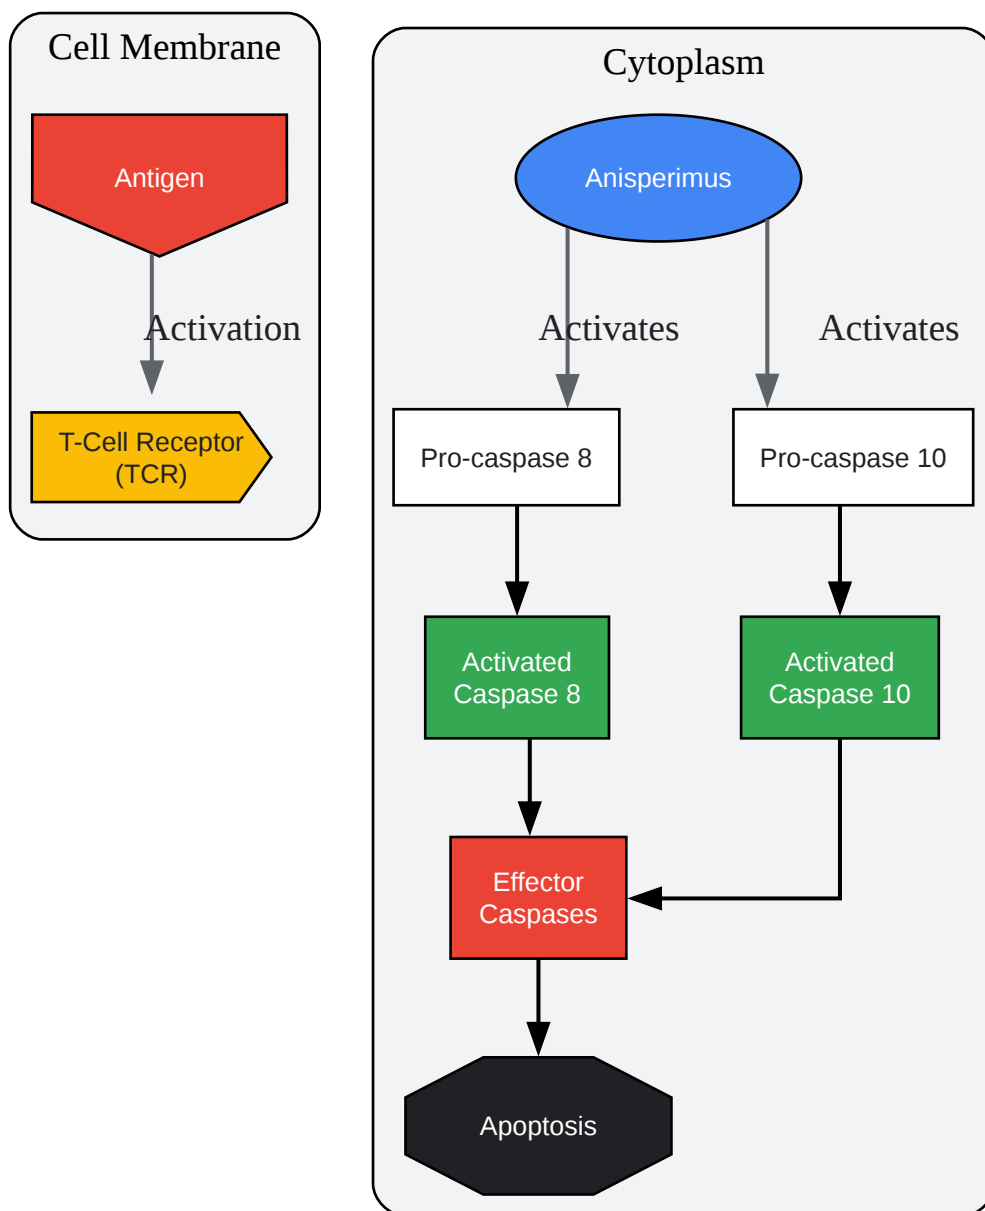 Cell Membrane
Antigen
Activation
T-Cell Receptor
(TCR)
Cytoplasm
Anisperimus
Activates
Activates
Pro-caspase 8
Pro-caspase 10
Activated
Caspase 8
Activated
Caspase 10
Effector
Caspases
Apoptosis